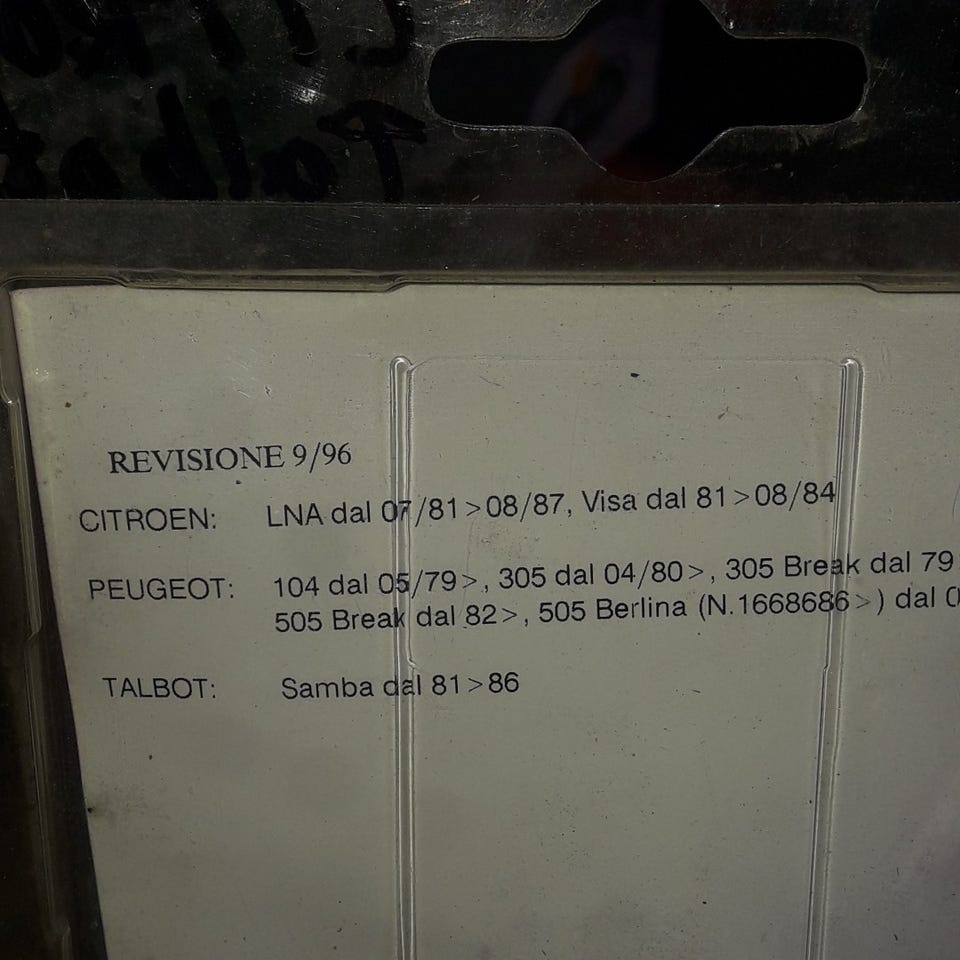 Talbot
REVISIONE 9/96
CITROEN: LNA dal 07/81>08/87, Visa dal 81>08/84
PEUGEOT: 104 dal 05/79>, 305 dal 04/80>, 305 Break dal 79
505 Break dal 82>, 505 Berlina (N.1668686>) dal 0
TALBOT: Samba dal 81>86